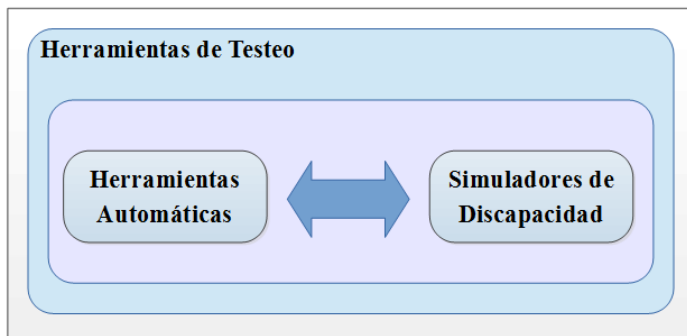 Herramientas de Testeo
Herramientas
Automáticas
Simuladores de
Discapacidad